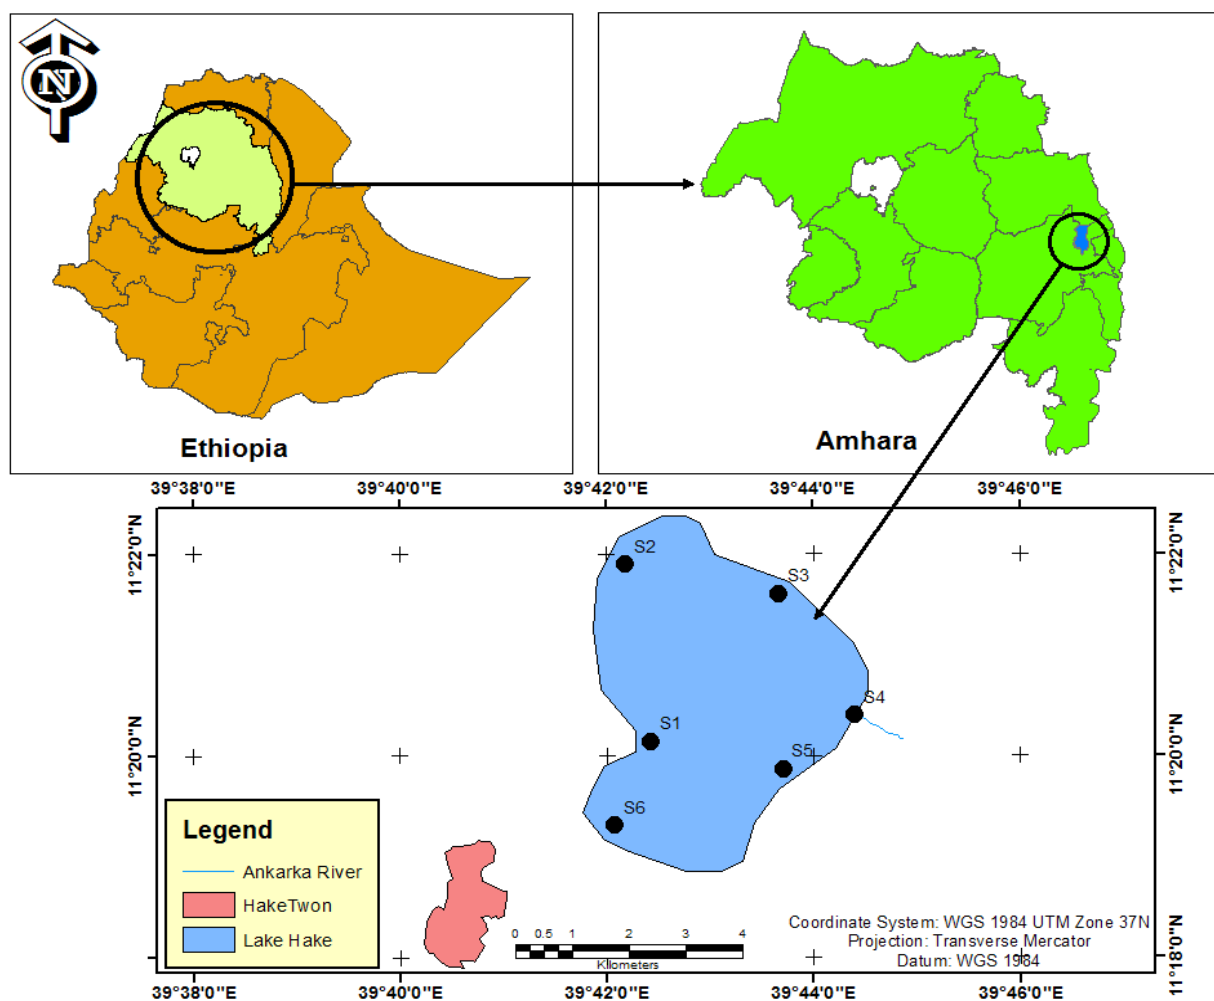 N
Ethiopia
Amhara
39°38'0"E 39°40'0"E 39°42'0"E 39°44'0"E 39°46'0"E
11°22'0"N
11°22'0"N
S2
S3
S4
S1
S5
11°20'0"N
11°20'0"N
S6
Legend
Ankarka River
HakeTwon
Lake Hake
0 0.5 1 2 3 4
Kilometers
Coordinate System: WGS 1984 UTM Zone 37N
Projection: Transverse Mercator
Datum: WGS 1984
11°18'0"N
11°18'0"N
39°38'0"E 39°40'0"E 39°42'0"E 39°44'0"E 39°46'0"E